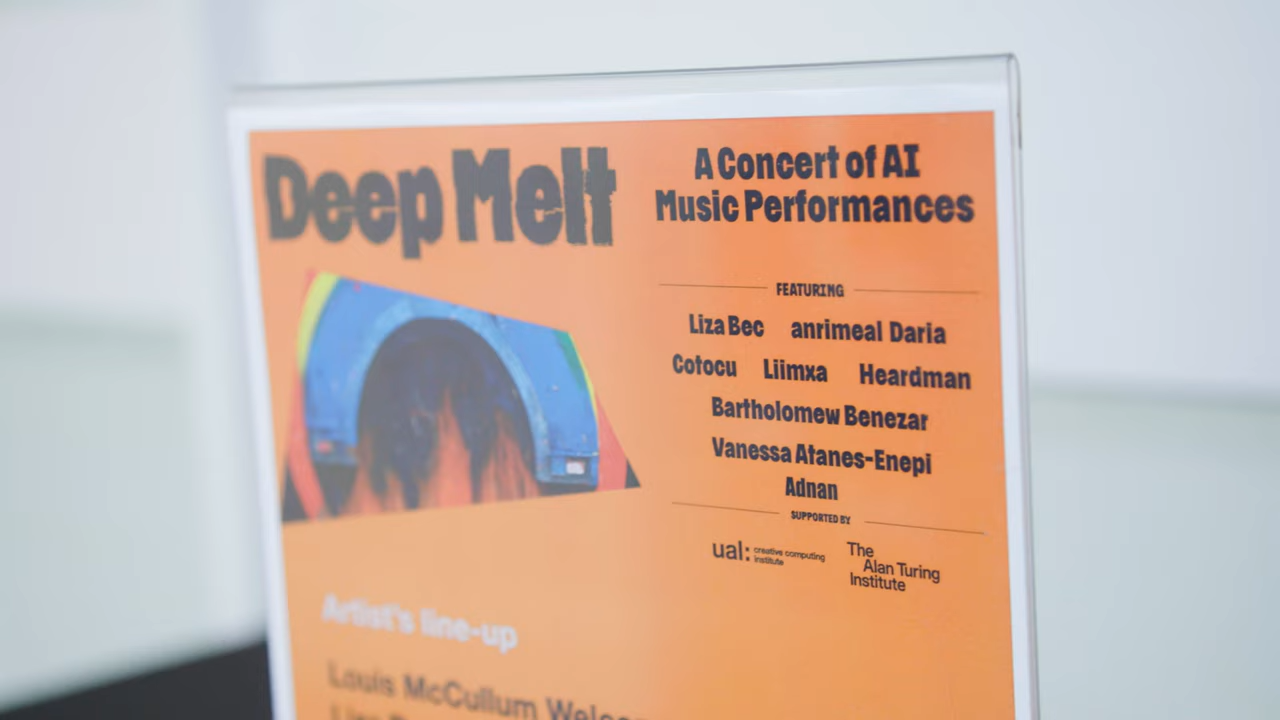 Deep Melt
A Concert of AI
Music Performances
FEATURING
Liza Bec anrimeal Daria
Cotocu Liimxa Heardman
Bartholomew Benezar
Vanessa Afanes-Enepi
Adnan
SUPPORTED BY
ual: creative computing
institute
The
Alan Turing
Institute
Artist's line-up
Louis McCullum